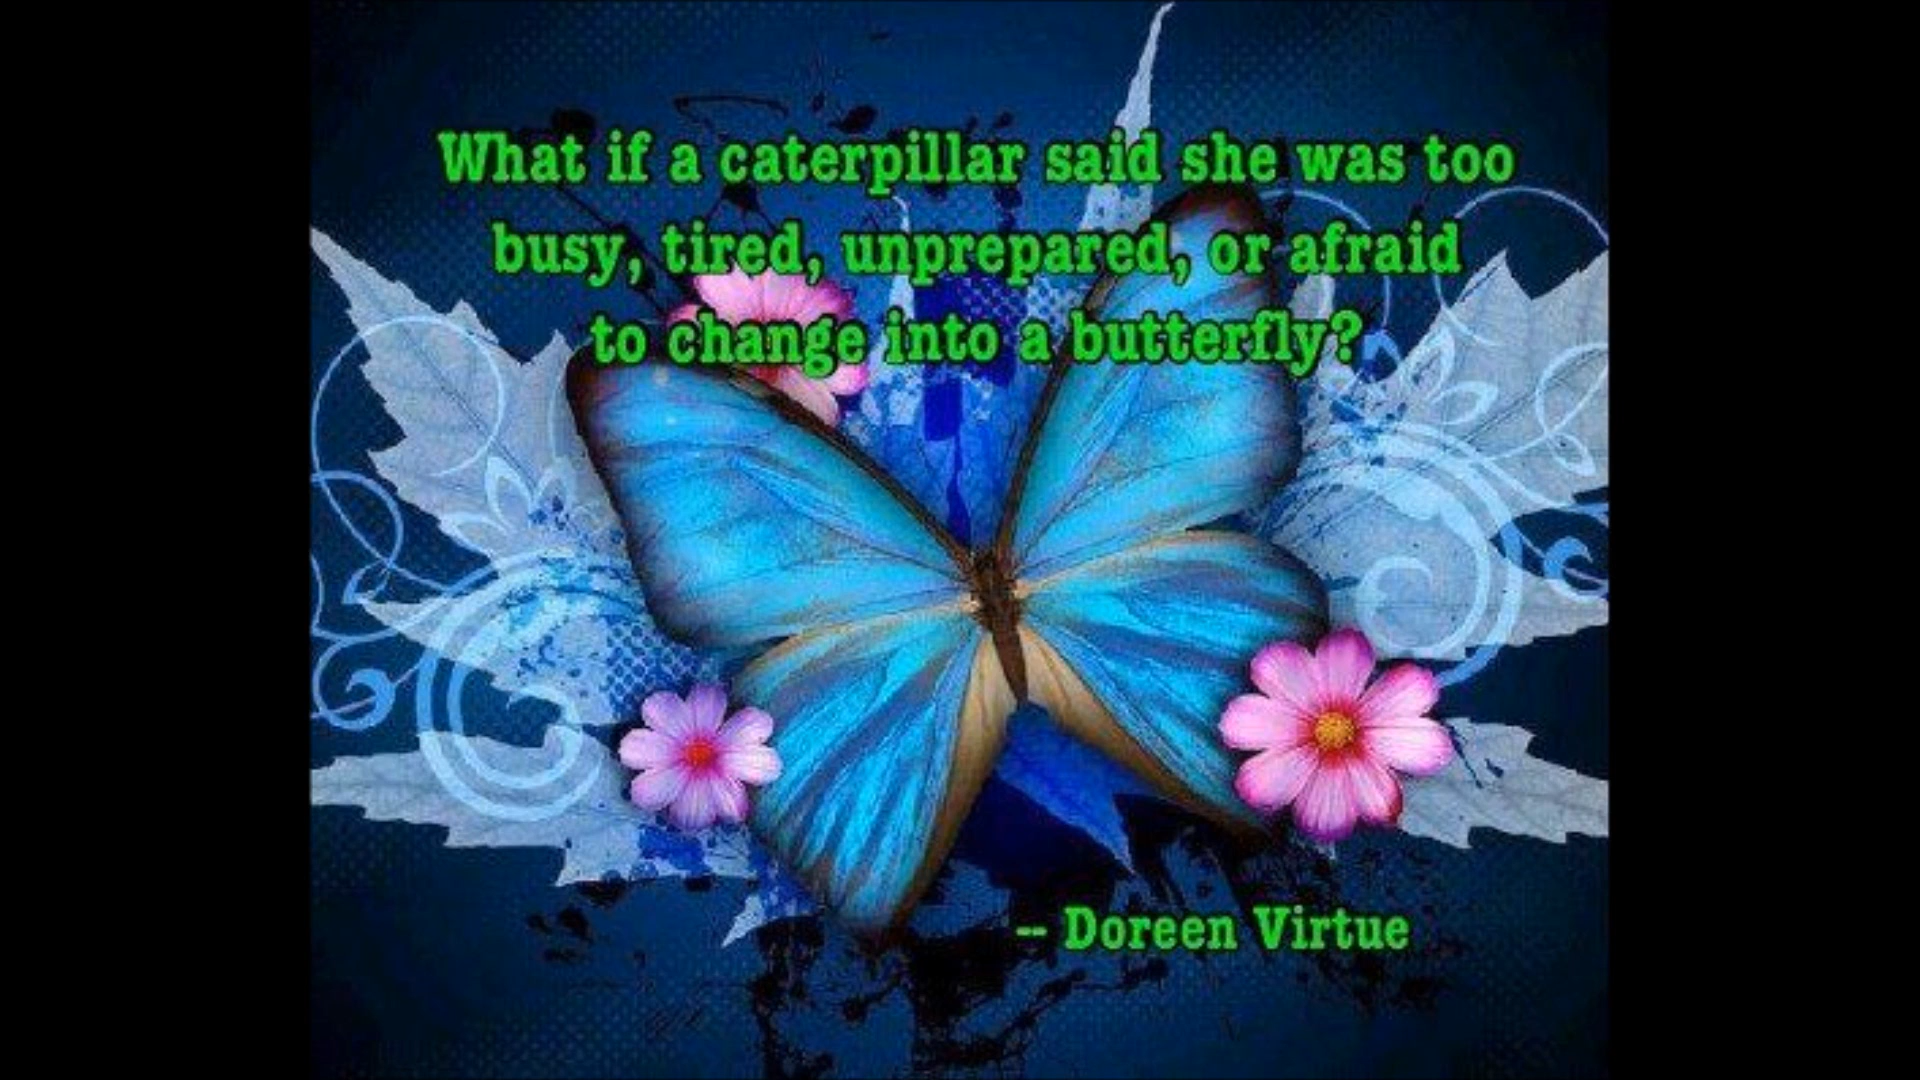 What if a caterpillar said she was too
busy, tired, unprepared, or afraid
to change into a butterfly?
-- Doreen Virtue